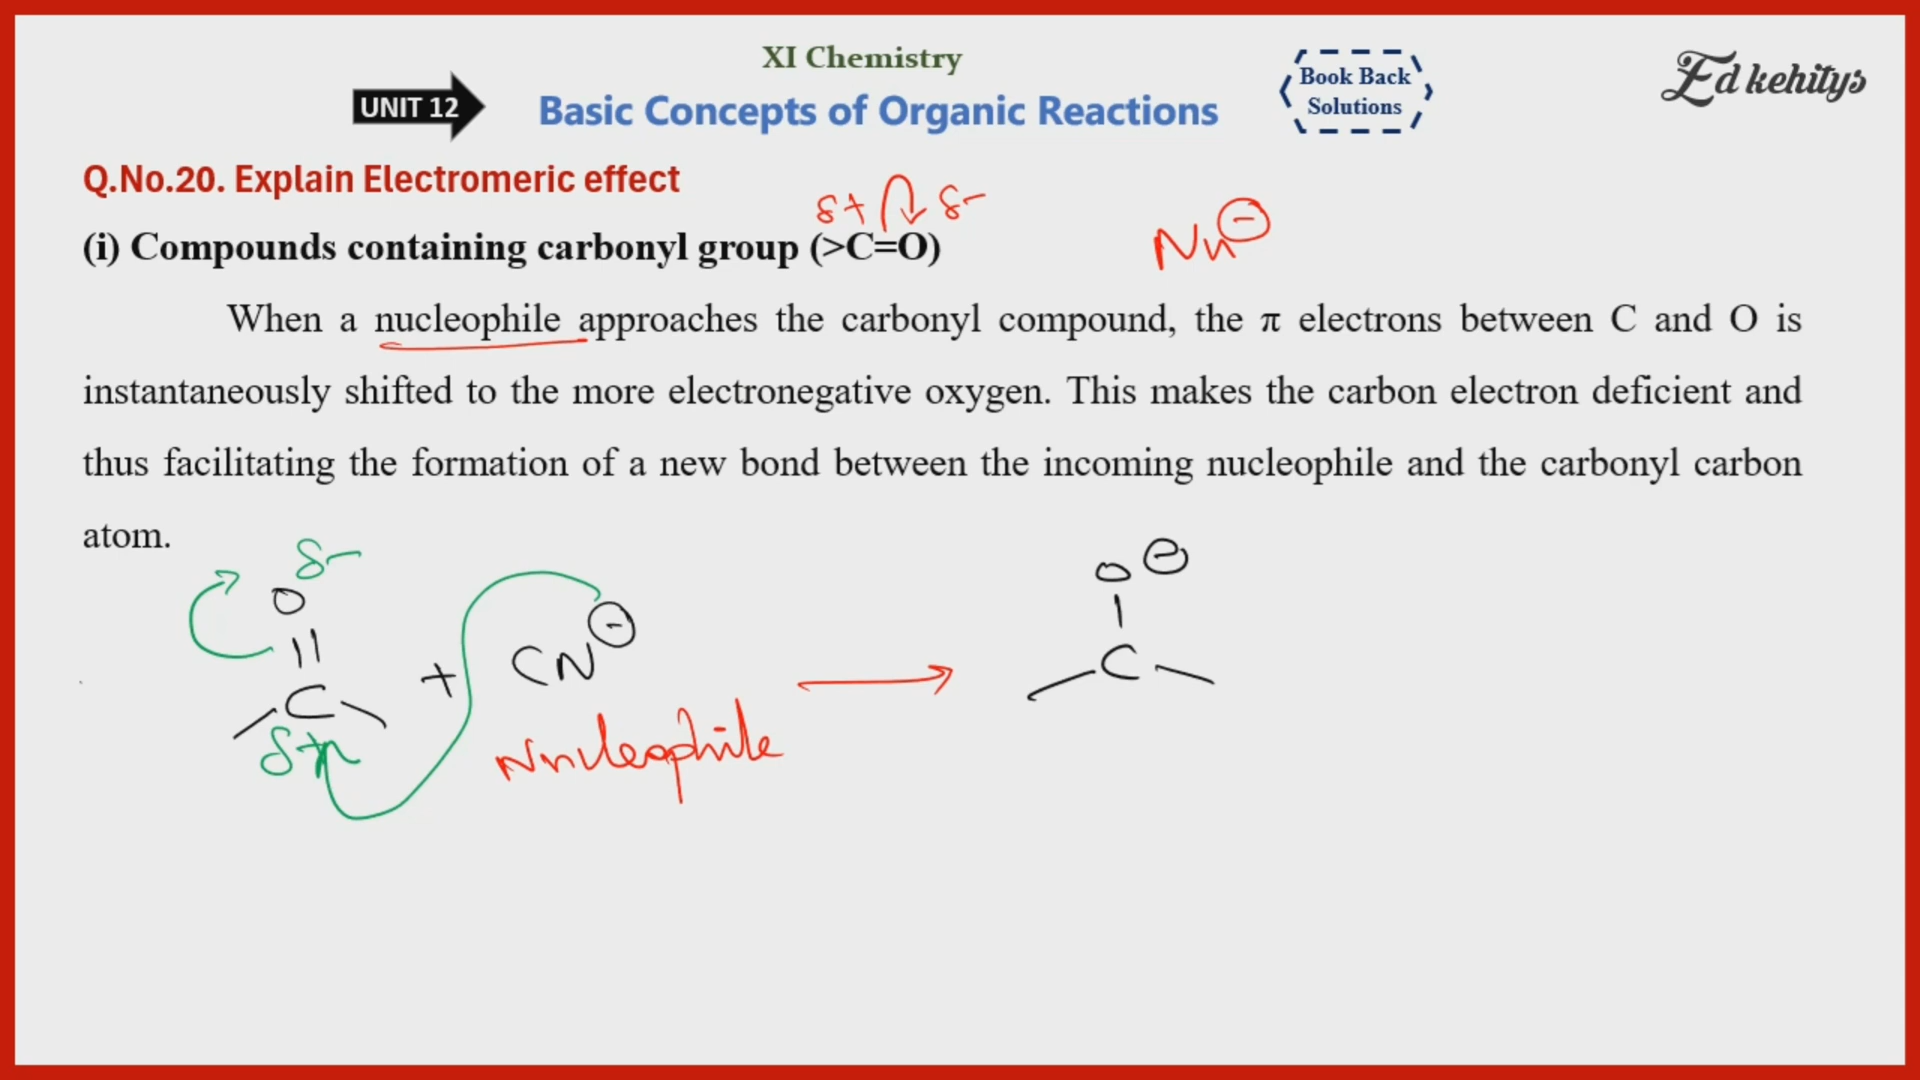 XI Chemistry
UNIT 12
Basic Concepts of Organic Reactions
Book Back
Solutions
Ed kehitys
Q.No.20. Explain Electromeric effect
δ+ δ-
Nu⊖
(i) Compounds containing carbonyl group (>C=O)
When a nucleophile approaches the carbonyl compound, the π electrons between C and O is
instantaneously shifted to the more electronegative oxygen. This makes the carbon electron deficient and
thus facilitating the formation of a new bond between the incoming nucleophile and the carbonyl carbon
atom.
δ-
O
C
δ+
+ CN⊖
Nnuleophile
O⊖
C